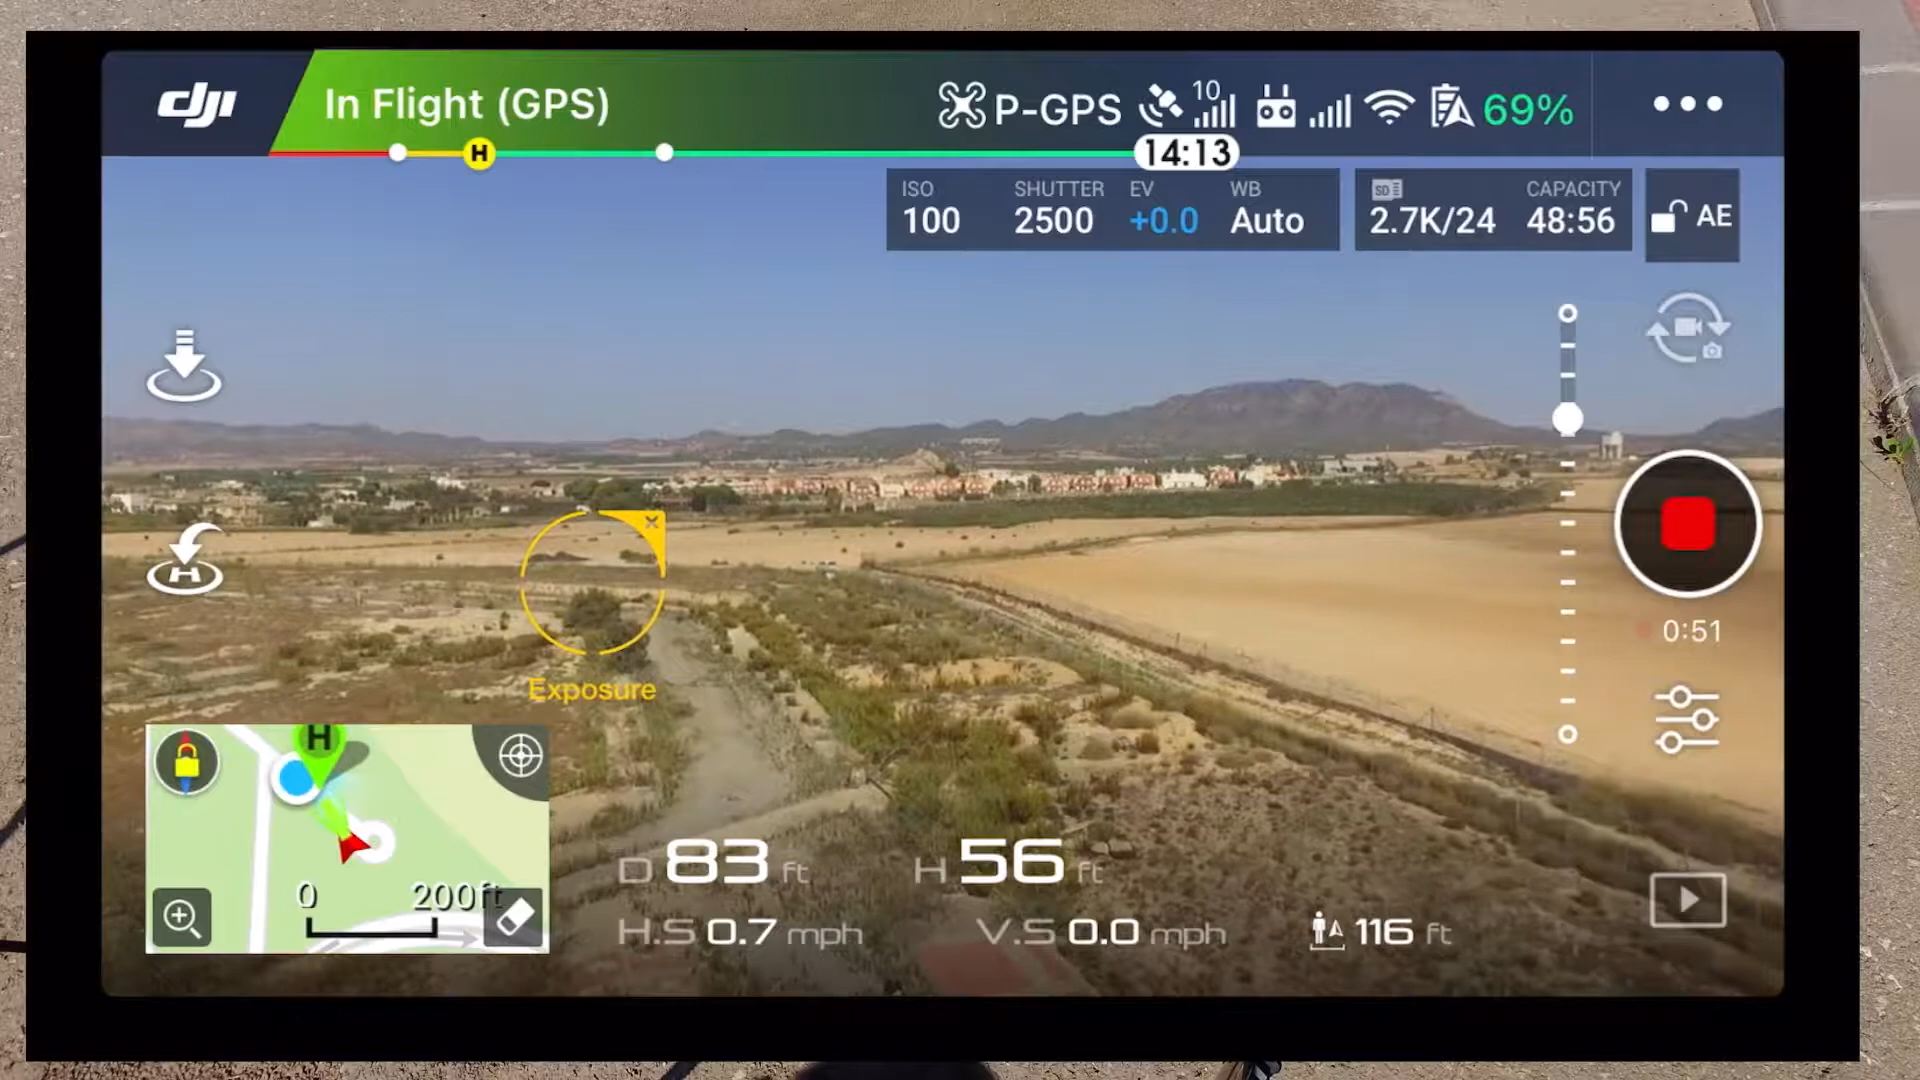 dji In Flight (GPS) P-GPS 10 69%
H 14:13
ISO SHUTTER EV WB SD CAPACITY
100 2500 +0.0 Auto 2.7K/24 48:56 AE
H
0:51
Exposure
H
0 200ft
D 83 ft H 56 ft
H.S 0.7 mph V.S 0.0 mph 116 ft